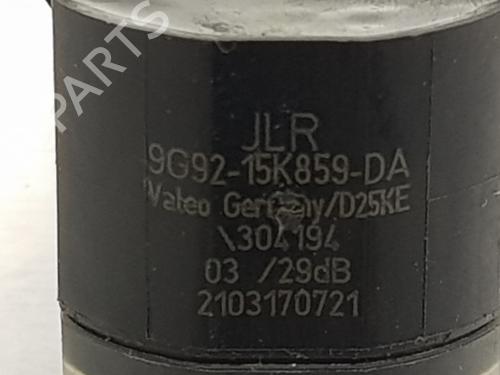 PARTS
JLR
9G92-15K859-DA
Valeo Germany/D25KE
\304194
03 /29dB
2103170721